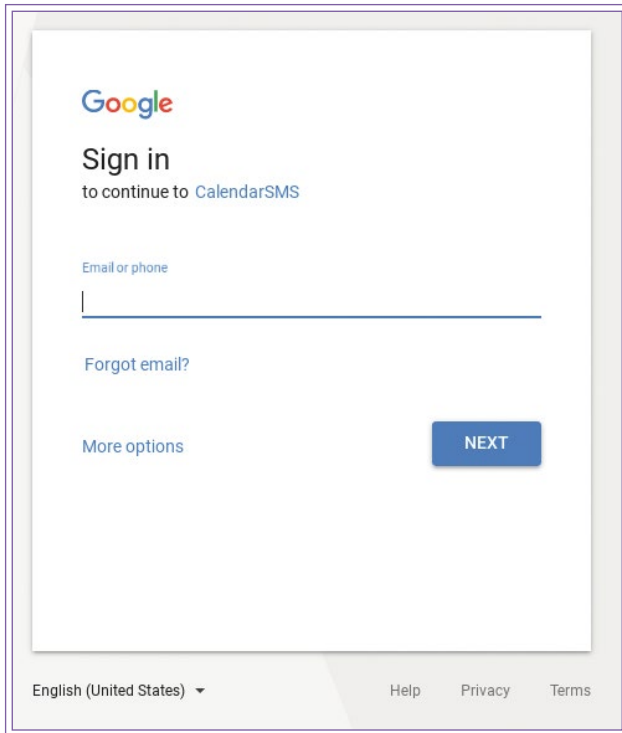 Google
Sign in
to continue to CalendarSMS
Email or phone
Forgot email?
More options
NEXT
English (United States)
Help Privacy Terms